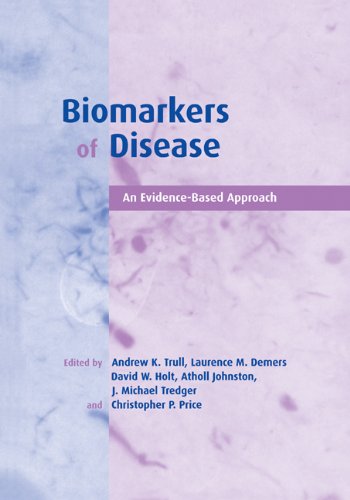 Biomarkers
of Disease
An Evidence-Based Approach
Edited by Andrew K. Trull, Laurence M. Demers
David W. Holt, Atholl Johnston,
J. Michael Tredger
and Christopher P. Price